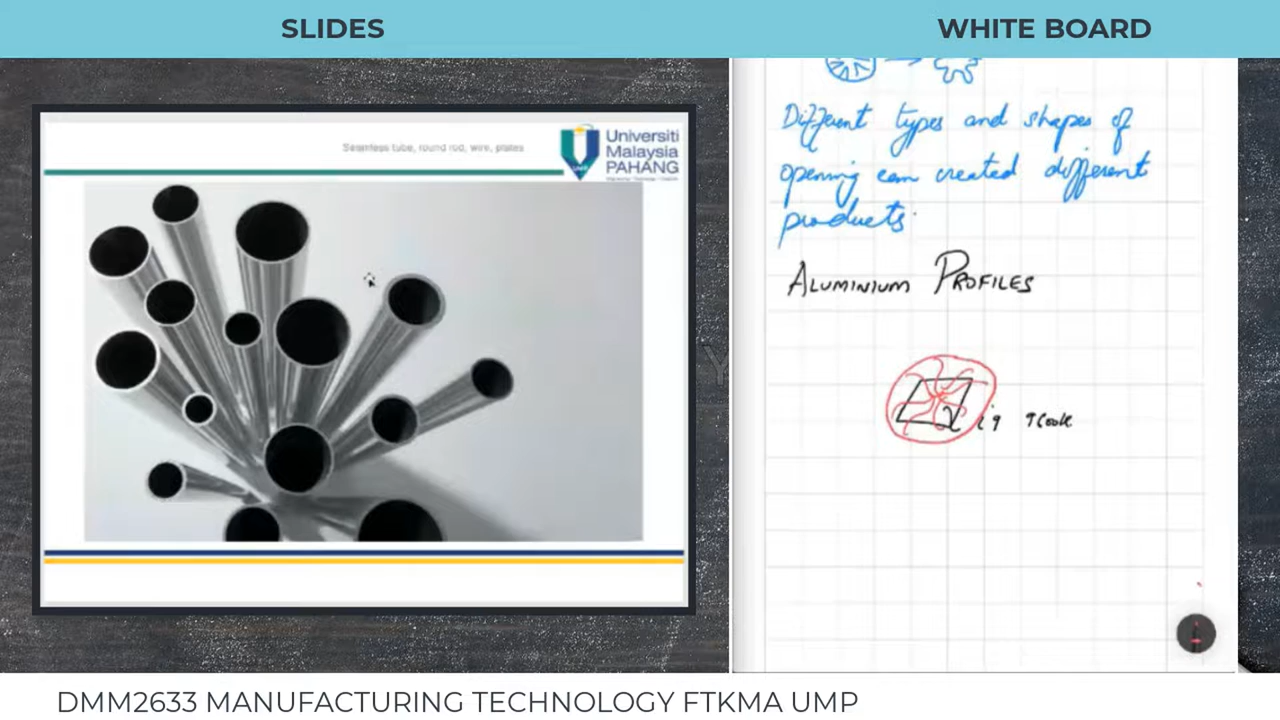 SLIDES
WHITE BOARD
Seamless tube, round rod, wire, plates
Universiti
Malaysia
PAHANG
Different types and shapes of
opening can created different
products.
ALUMINIUM PROFILES
DMM2633 MANUFACTURING TECHNOLOGY FTKMA UMP